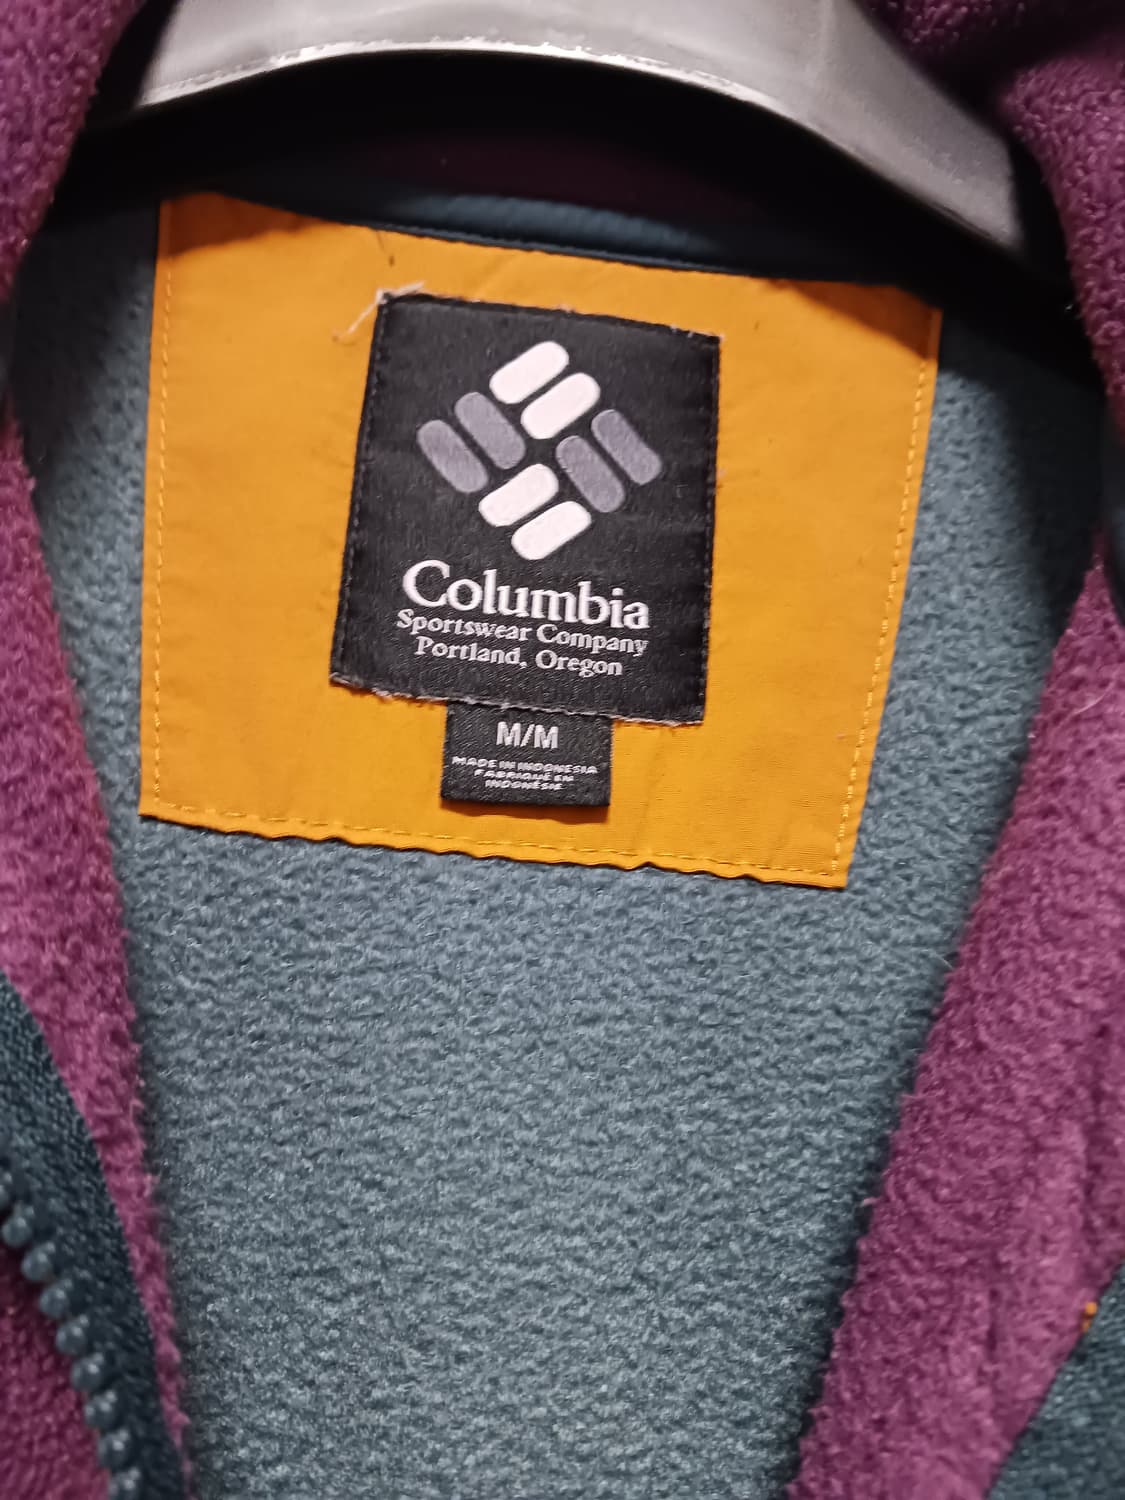 Columbia
Sportswear Company
Portland, Oregon
M/M
MADE IN INDONESIA
FABRIQUÉ EN
INDONÉSIE